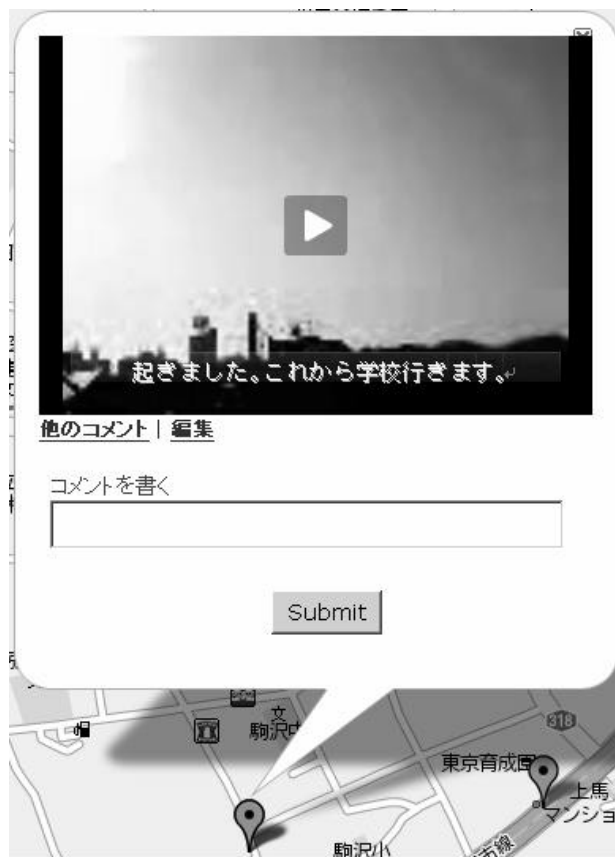 起きました。これから学校行きます。
他のコメント | 編集
コメントを書く
Submit
駒沢中
318
東京育成園
上馬
マンショ
駒沢小
市線